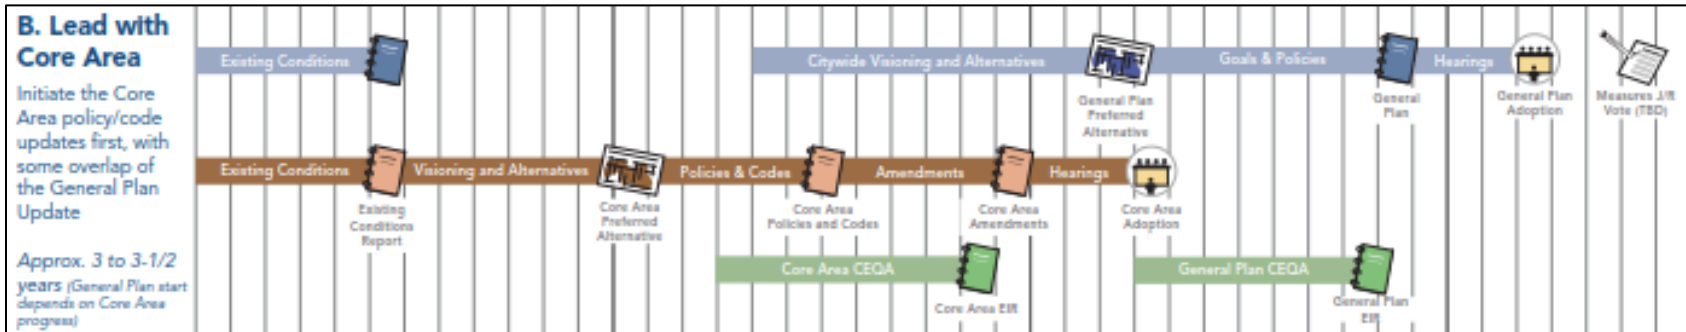 B. Lead with
Core Area
Initiate the Core
Area policy/code
updates first, with
some overlap of
the General Plan
Update
Approx. 3 to 3-1/2
years (General Plan start
depends on Core Area
progress)
Existing Conditions
Citywide Visioning and Alternatives
Goals & Policies
Hearings
General Plan
Preferred
Alternative
General
Plan
General Plan
Adoption
Measures J/R
Vote (TBD)
Existing Conditions
Visioning and Alternatives
Policies & Codes
Amendments
Hearings
Existing
Conditions
Report
Core Area
Preferred
Alternative
Core Area
Policies and Codes
Core Area
Amendments
Core Area
Adoption
Core Area CEQA
General Plan CEQA
Core Area EIR
General Plan
EIR